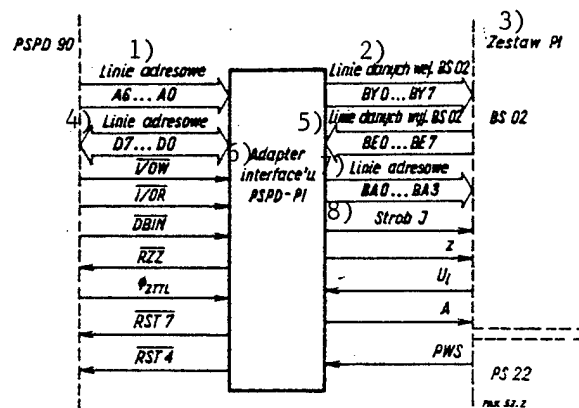 3)
PSPD 90
1)
2)
Zestaw PI
Linie adresowe
A6...A0
Linie danych wej. BS 02
BY0...BY7
BS 02
4)
Linie adresowe
D7...D0
5)
Linie danych wyj. BS 02
BE0...BE7
6)
Adapter
interface'u
PSPD-PI
7)
Linie adresowe
BA0...BA3
I/OW
I/OR
8)
Strob J
DBIN
Z
RZZ
U
ΦzTTL
A
RST 7
RST 4
PWS
PS 22